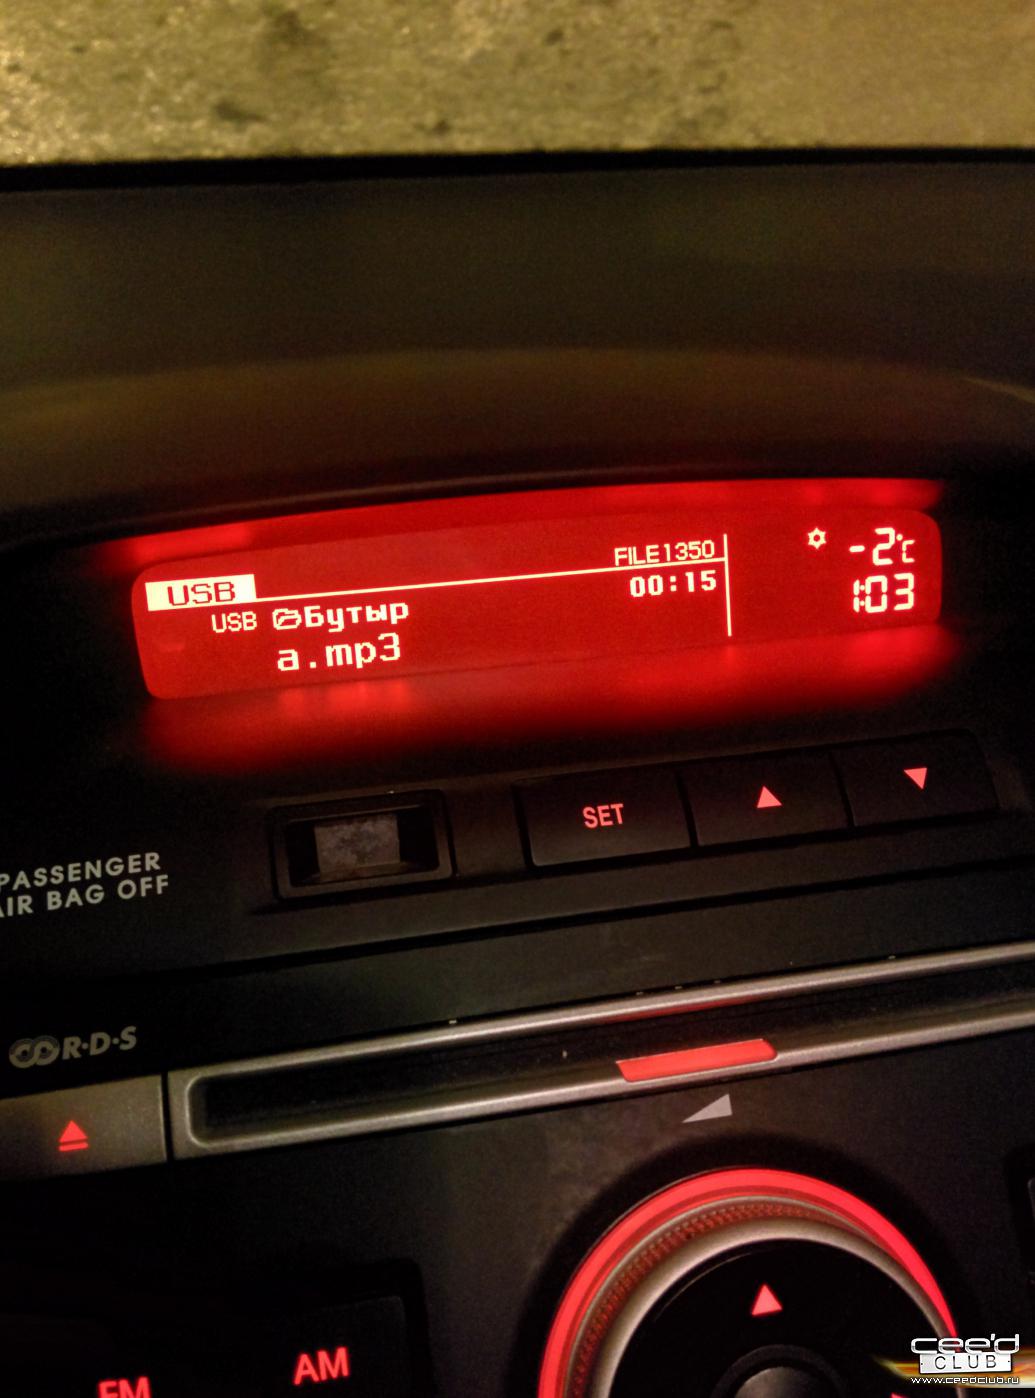 USB
FILE1350
-2°c
USB Бутыр
00:15
1:03
a.mp3
SET
PASSENGER
AIR BAG OFF
R·D·S
AM
FM
cee'd
CLUB
www.ceedclub.ru